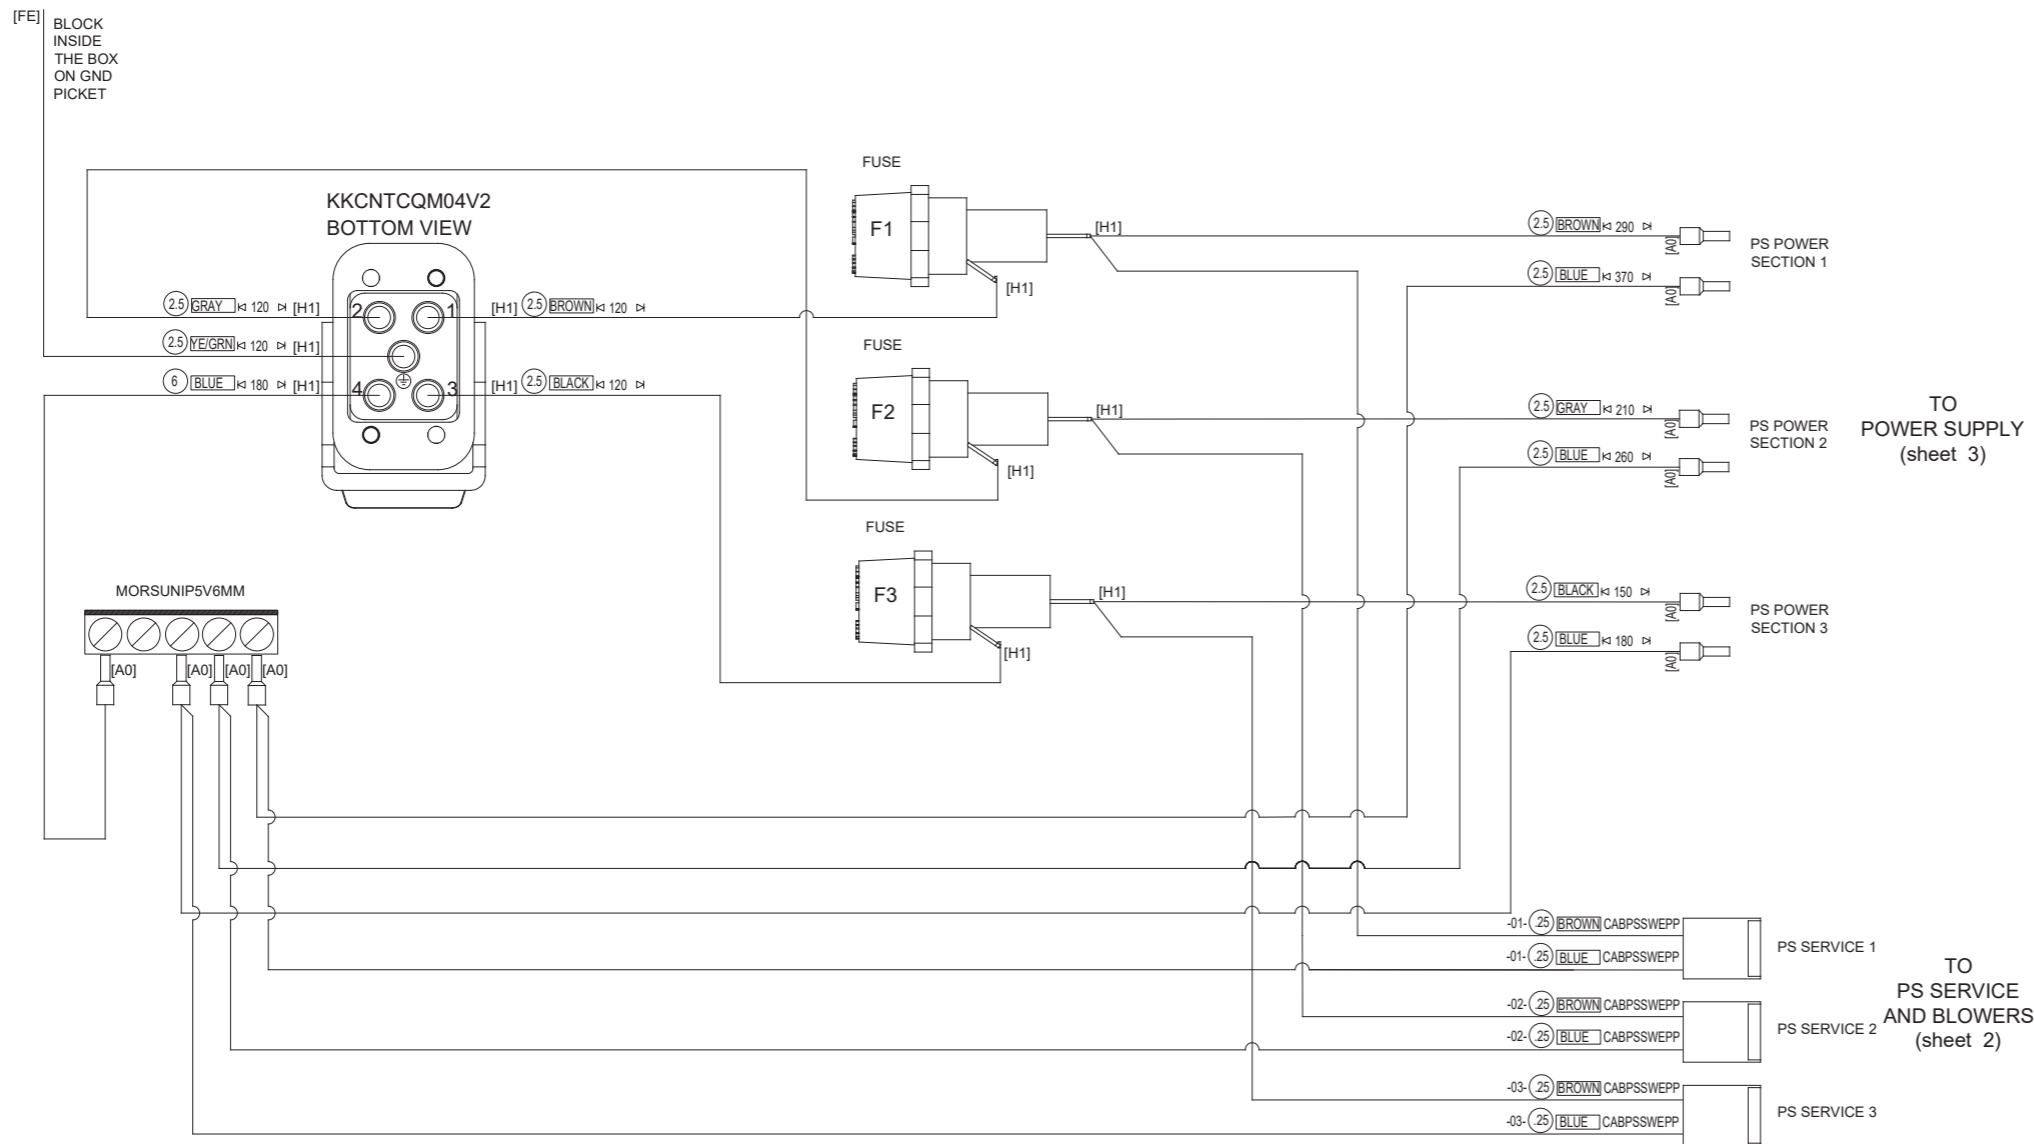 [FE]
BLOCK
INSIDE
THE BOX
ON GND
PICKET
KKCNTCQM04V2
BOTTOM VIEW
2.5 GRAY 120 [H1]
2.5 YE/GRN 120 [H1]
6 BLUE 180 [H1]
2 1
4 3
[H1] 2.5 BROWN 120
[H1] 2.5 BLACK 120
FUSE
F1
[H1]
[H1]
FUSE
F2
[H1]
[H1]
FUSE
F3
[H1]
[H1]
2.5 BROWN 290 [A0]
2.5 BLUE 370 [A0]
PS POWER
SECTION 1
2.5 GRAY 210 [A0]
2.5 BLUE 260 [A0]
PS POWER
SECTION 2
2.5 BLACK 150 [A0]
2.5 BLUE 180 [A0]
PS POWER
SECTION 3
TO
POWER SUPPLY
(sheet 3)
MORSUNIP5V6MM
[A0] [A0] [A0] [A0]
-01- .25 BROWN CABPSSWEPP
-01- .25 BLUE CABPSSWEPP
PS SERVICE 1
-02- .25 BROWN CABPSSWEPP
-02- .25 BLUE CABPSSWEPP
PS SERVICE 2
-03- .25 BROWN CABPSSWEPP
-03- .25 BLUE CABPSSWEPP
PS SERVICE 3
TO
PS SERVICE
AND BLOWERS
(sheet 2)